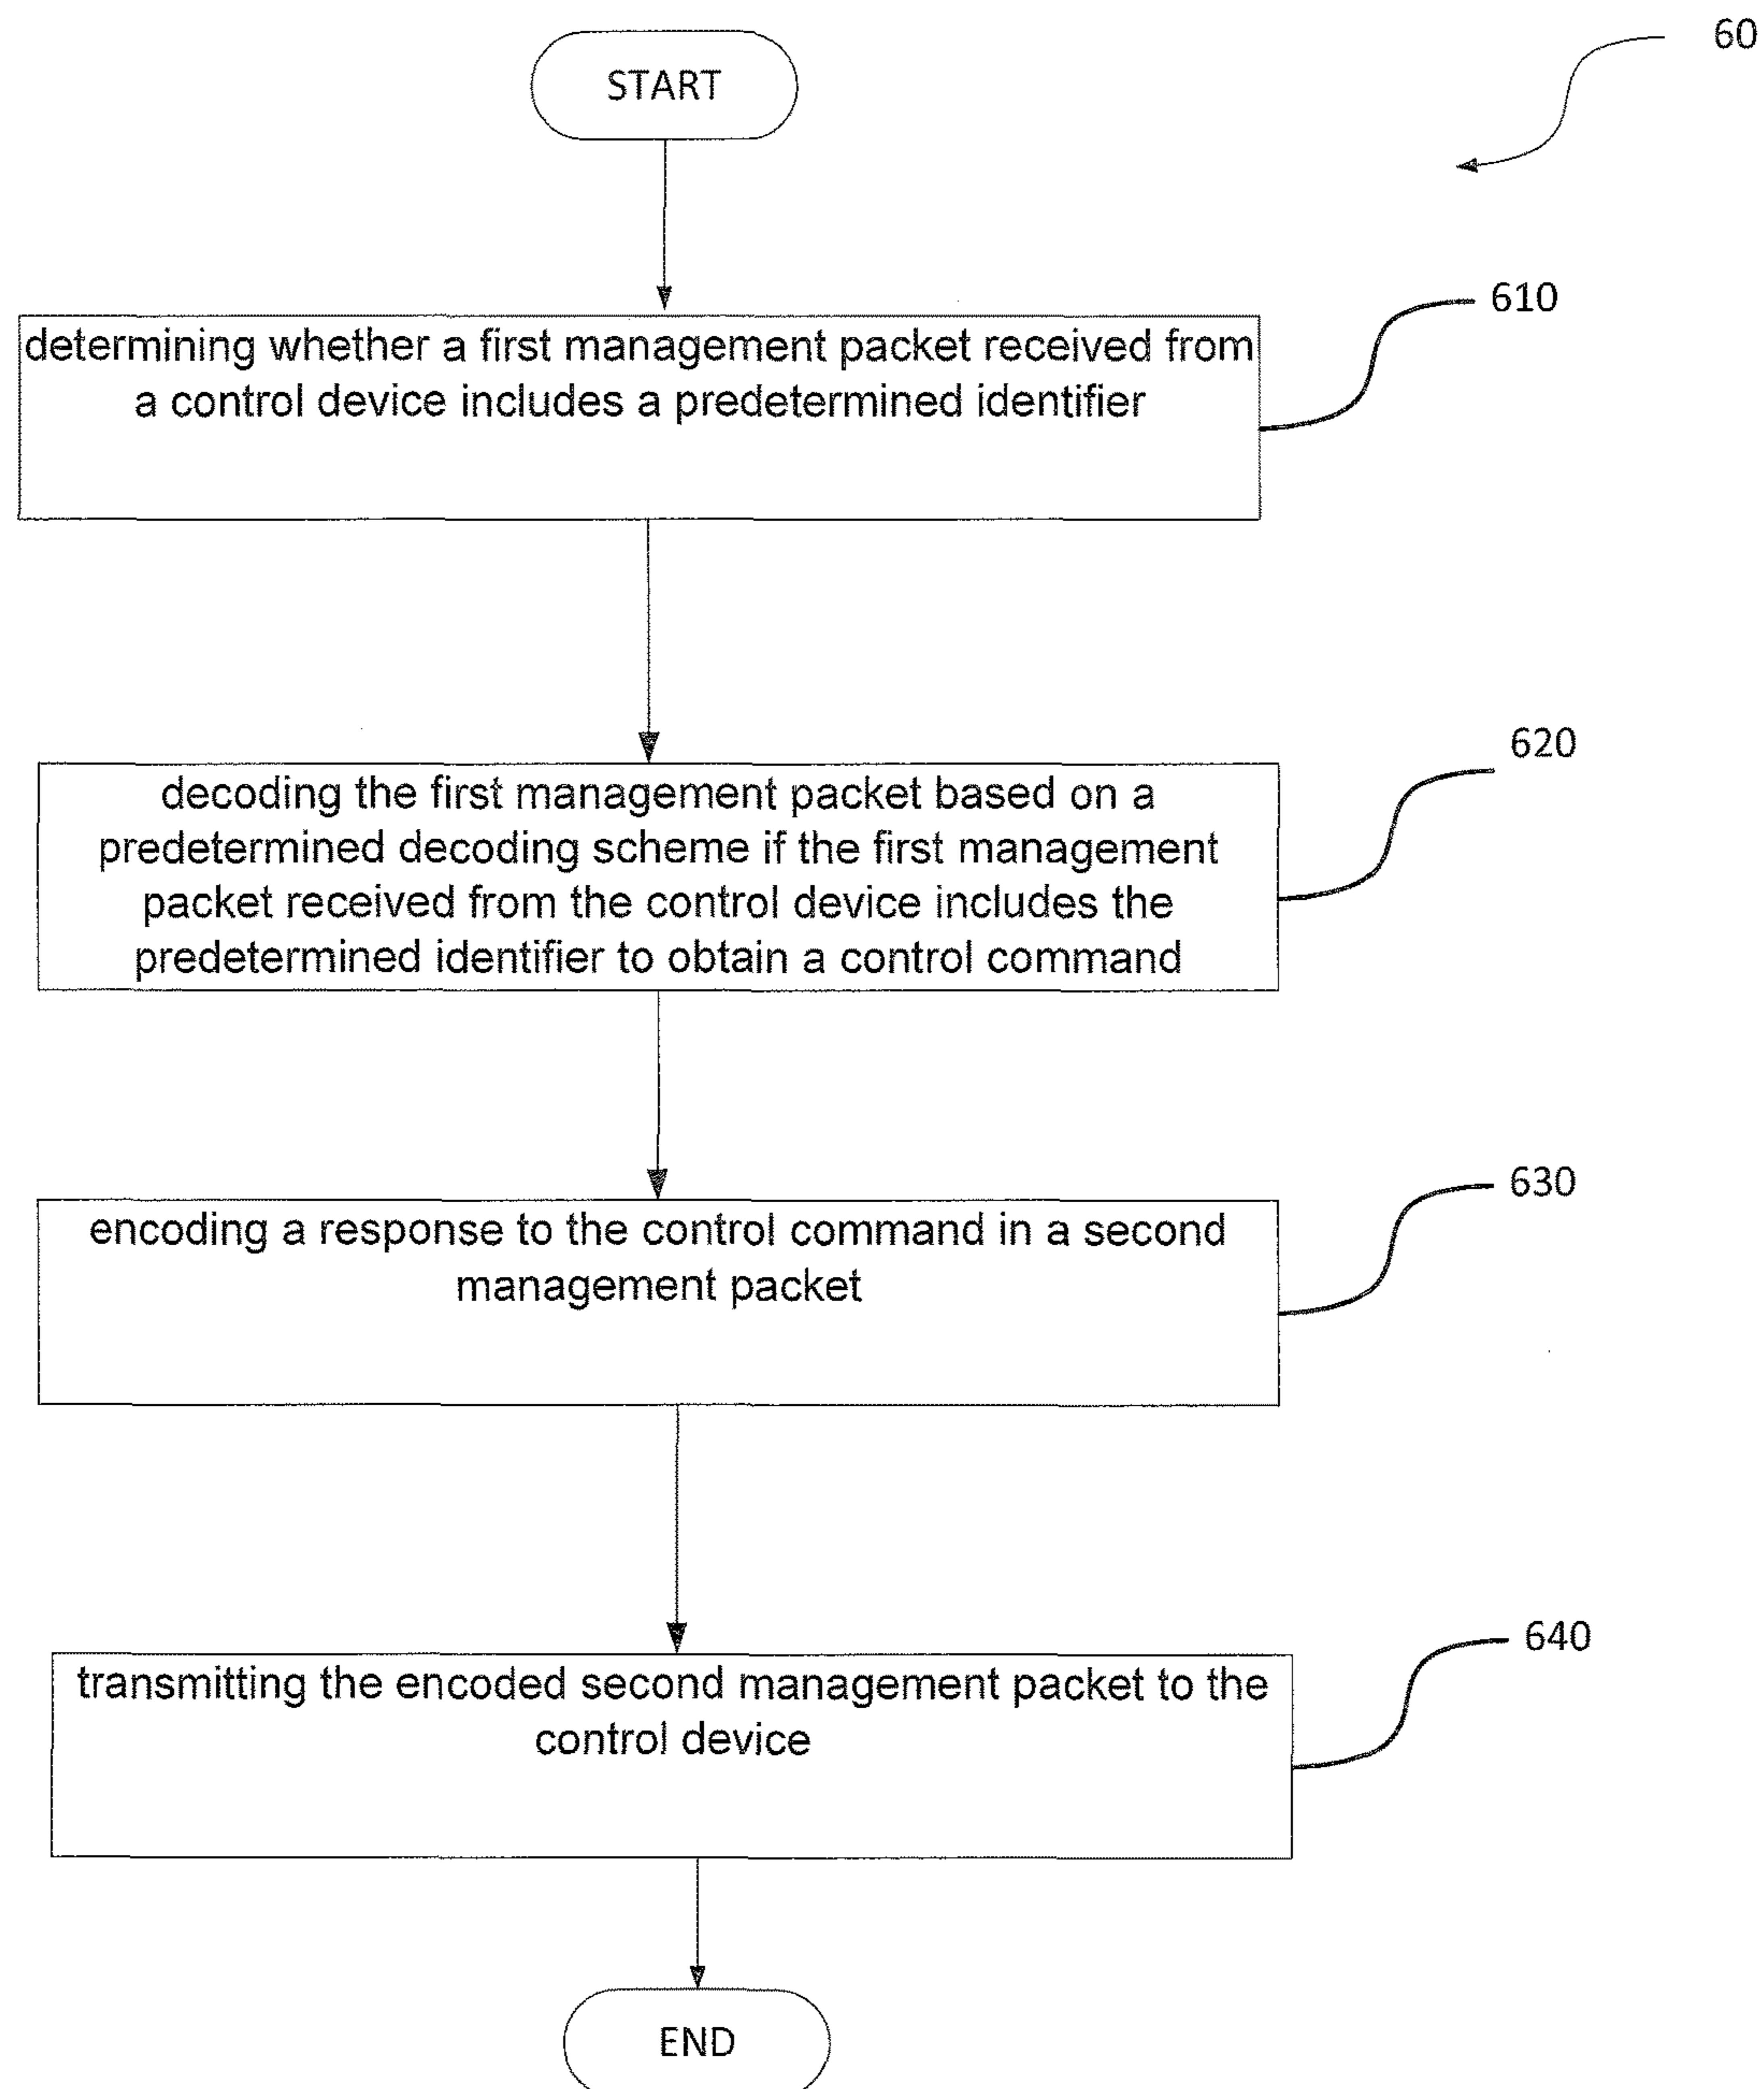 60
START
610
determining whether a first management packet received from
a control device includes a predetermined identifier
620
decoding the first management packet based on a
predetermined decoding scheme if the first management
packet received from the control device includes the
predetermined identifier to obtain a control command
630
encoding a response to the control command in a second
management packet
640
transmitting the encoded second management packet to the
control device
END